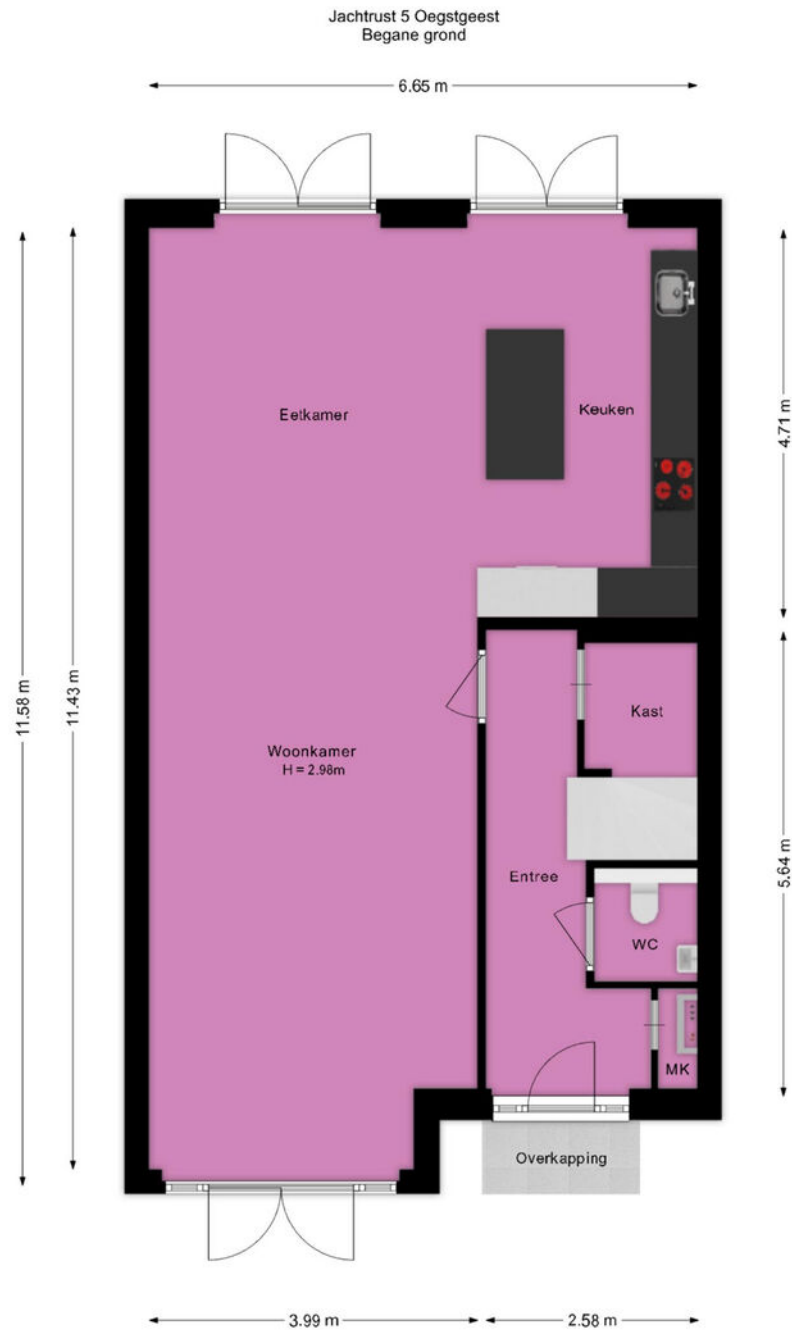 Jachtrust 5 Oegstgeest
Begane grond
6.65 m
Eetkamer
Keuken
4.71 m
11.58 m
11.43 m
Kast
Woonkamer
H = 2.98m
5.64 m
Entree
WC
MK
Overkapping
3.99 m
2.58 m